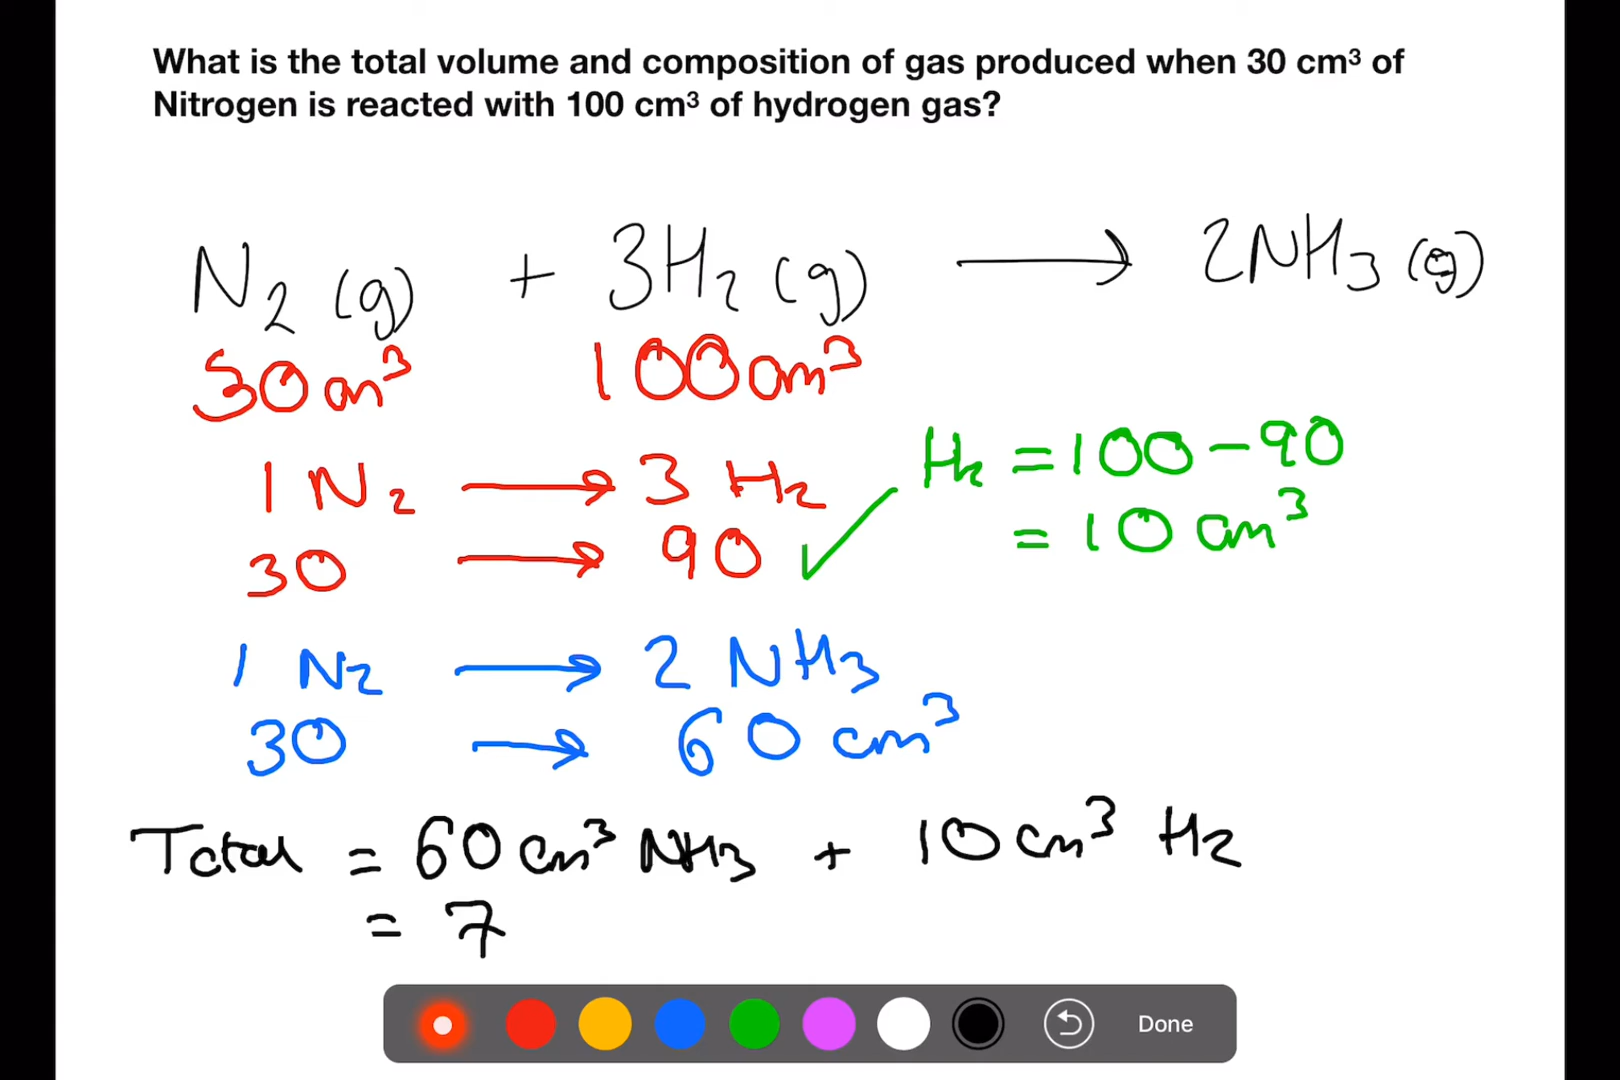 What is the total volume and composition of gas produced when 30 cm³ of
Nitrogen is reacted with 100 cm³ of hydrogen gas?
N₂ (g) + 3H₂ (g) ⟶ 2NH₃ (g)
30 cm³ 100 cm³
1 N₂ ⟶ 3 H₂
30 ⟶ 90 ✓
H₂ = 100 - 90
= 10 cm³
1 N₂ ⟶ 2 NH₃
30 ⟶ 60 cm³
Total = 60 cm³ NH₃ + 10 cm³ H₂
= 7
Done